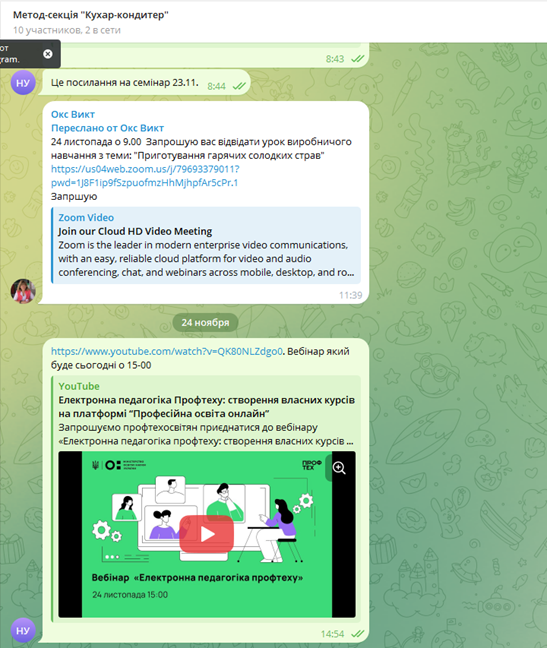 Метод-секція "Кухар-кондитер"
10 участников, 2 в сети
от
gram.
8:43
НУ
Це посилання на семінар 23.11.
8:44
Окс Викт
Переслано от Окс Викт
24 листопада о 9.00 Запрошую вас відвідати урок виробничого
навчання з теми: "Приготування гарячих солодких страв"
https://us04web.zoom.us/j/79693379011?
pwd=1J8F1ip9fSzpuofmzHhMjhpfAr5cPr.1
Запршую
Zoom Video
Join our Cloud HD Video Meeting
Zoom is the leader in modern enterprise video communications,
with an easy, reliable cloud platform for video and audio
conferencing, chat, and webinars across mobile, desktop, and ro...
11:39
24 ноября
https://www.youtube.com/watch?v=QK80NLZdgo0. Вебінар який
буде сьогодні о 15-00
YouTube
Електронна педагогіка Профтеху: створення власних курсів
на платформі "Професійна освіта онлайн"
Запрошуємо профтехосвітян приєднатися до вебінару
«Електронна педагогіка профтеху: створення власних курсів ...
ПРОФ
ТЕХ
Вебінар «Електронна педагогіка профтеху»
24 листопада 15:00
НУ
14:54